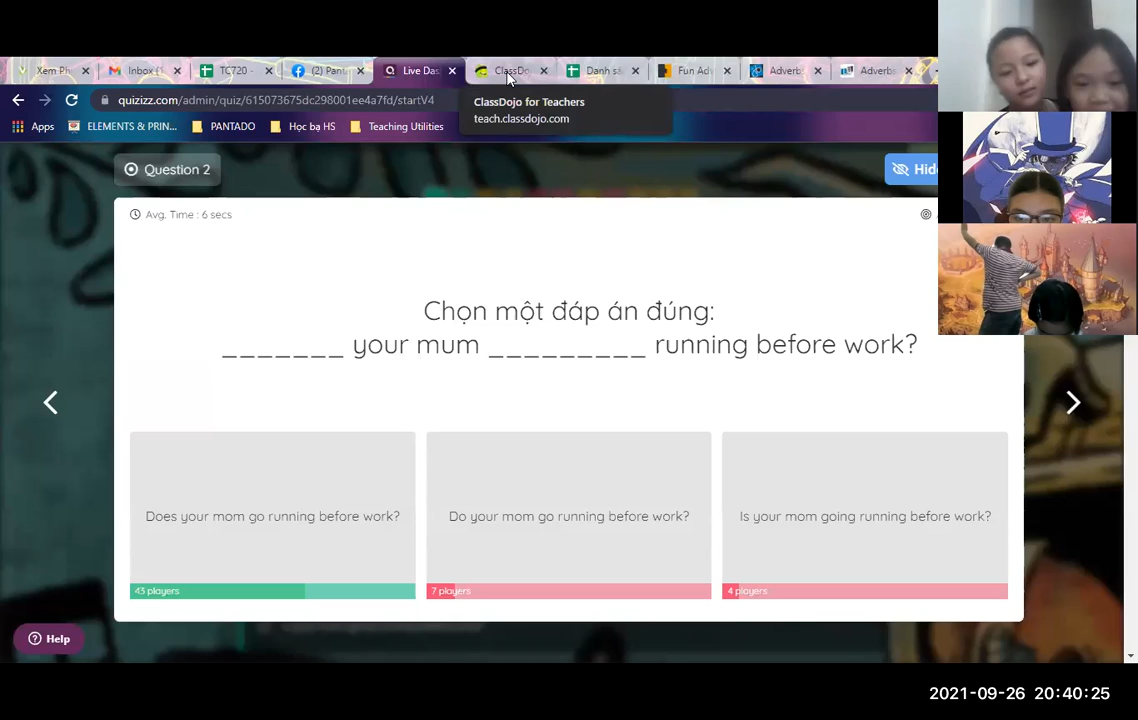 Xem Ph
Inbox (
TC720 -
(2) Pant
Live Das
ClassDo
Danh sá
Fun Ad
Adverb
Adverb
quizizz.com/admin/quiz/615073675dc298001ee4a7fd/startV4
ClassDojo for Teachers
teach.classdojo.com
Apps
ELEMENTS & PRIN...
PANTADO
Học bạ HS
Teaching Utilities
Question 2
Hide
Avg. Time : 6 secs
Chọn một đáp án đúng:
_______ your mum _________ running before work?
Does your mom go running before work?
Do your mom go running before work?
Is your mom going running before work?
43 players
7 players
4 players
Help
2021-09-26 20:40:25